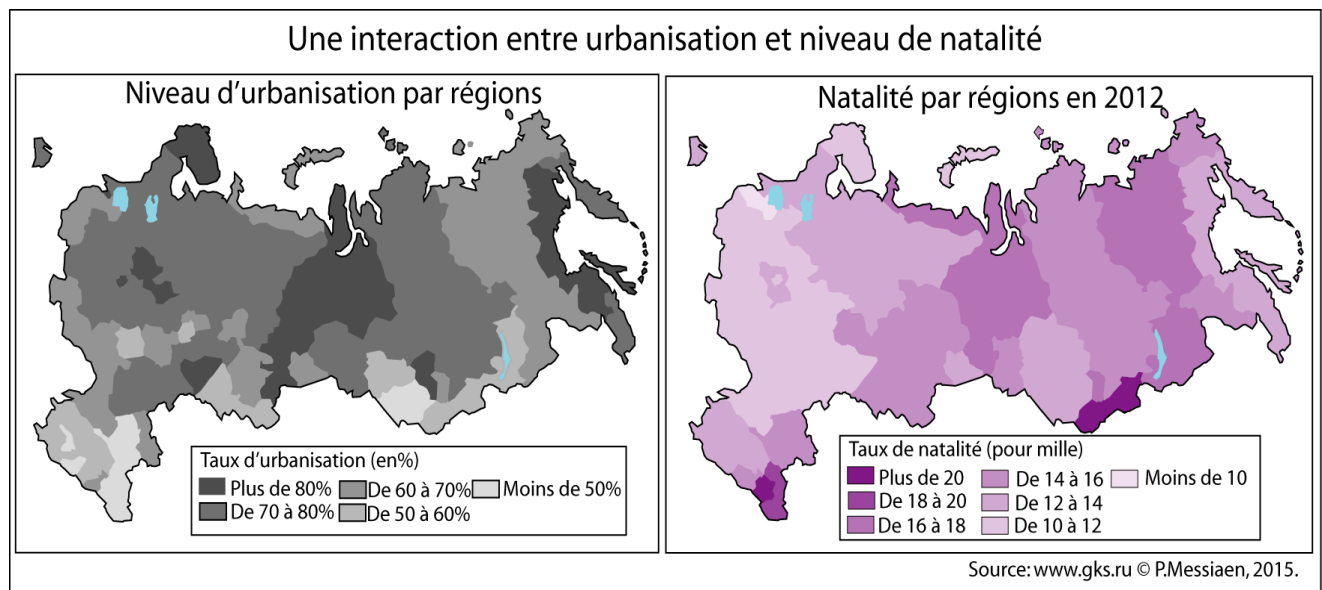 Une interaction entre urbanisation et niveau de natalité
Niveau d'urbanisation par régions
Taux d'urbanisation (en%)
Plus de 80%
De 70 à 80%
De 60 à 70%
De 50 à 60%
Moins de 50%
Natalité par régions en 2012
Taux de natalité (pour mille)
Plus de 20
De 18 à 20
De 16 à 18
De 14 à 16
De 12 à 14
De 10 à 12
Moins de 10
Source: www.gks.ru © P.Messiaen, 2015.